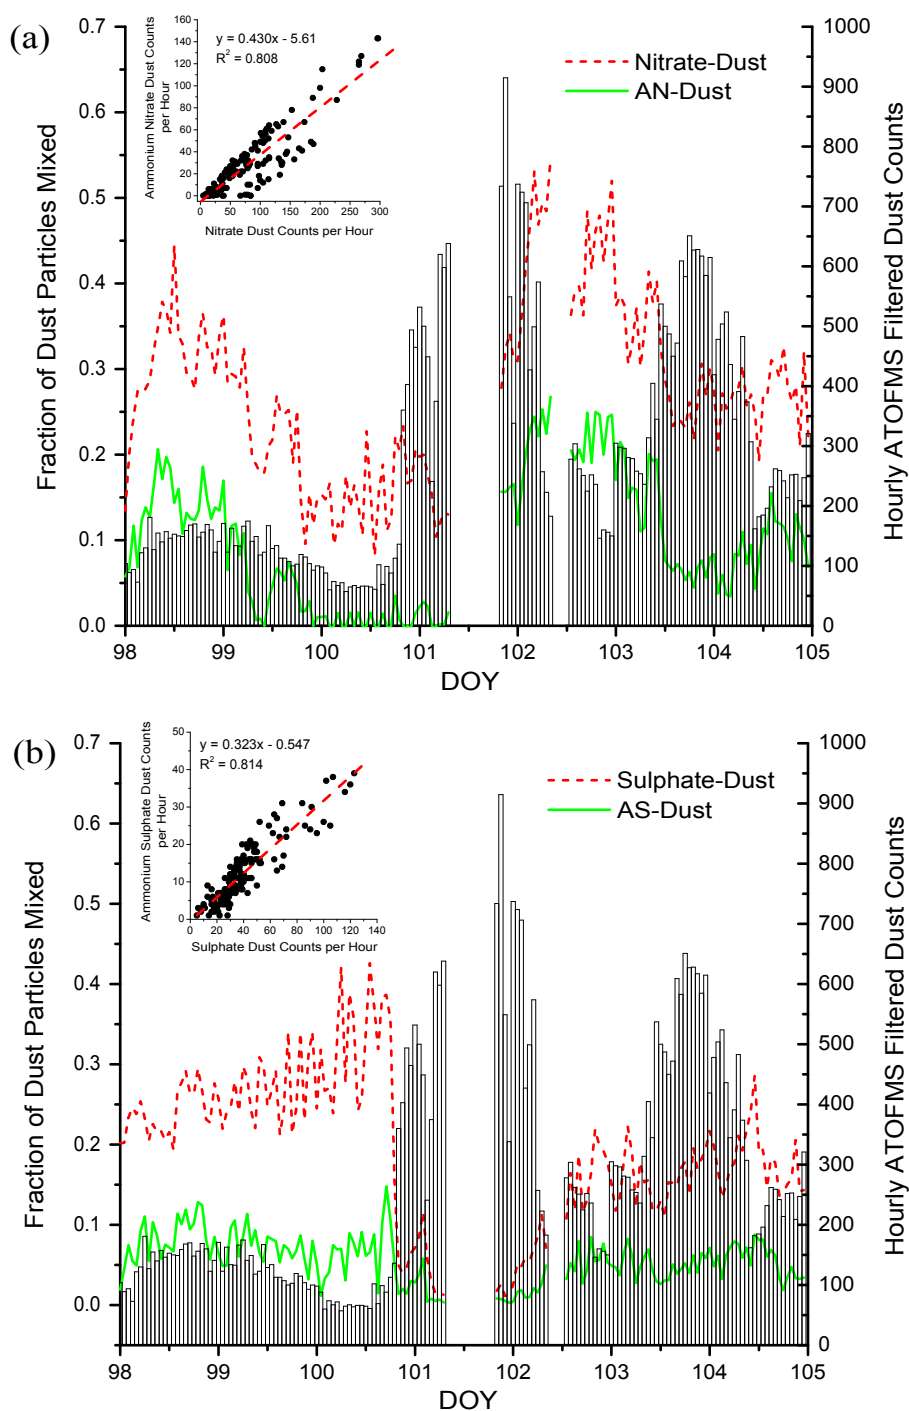 (a)
0.7
0.6
0.5
0.4
0.3
0.2
0.1
0.0
Fraction of Dust Particles Mixed
160
140
120
100
80
60
40
20
0
Ammonium Nitrate Dust Counts
per Hour
y = 0.430x - 5.61
R2 = 0.808
0 50 100 150 200 250 300
Nitrate Dust Counts per Hour
Nitrate-Dust
AN-Dust
1000
900
800
700
600
500
400
300
200
100
0
Hourly ATOFMS Filtered Dust Counts
98 99 100 101 102 103 104 105
DOY
(b)
0.7
0.6
0.5
0.4
0.3
0.2
0.1
0.0
Fraction of Dust Particles Mixed
50
40
30
20
10
0
Ammonium Sulphate Dust Counts
per Hour
y = 0.323x - 0.547
R2 = 0.814
0 20 40 60 80 100 120 140
Sulphate Dust Counts per Hour
Sulphate-Dust
AS-Dust
1000
900
800
700
600
500
400
300
200
100
0
Hourly ATOFMS Filtered Dust Counts
98 99 100 101 102 103 104 105
DOY